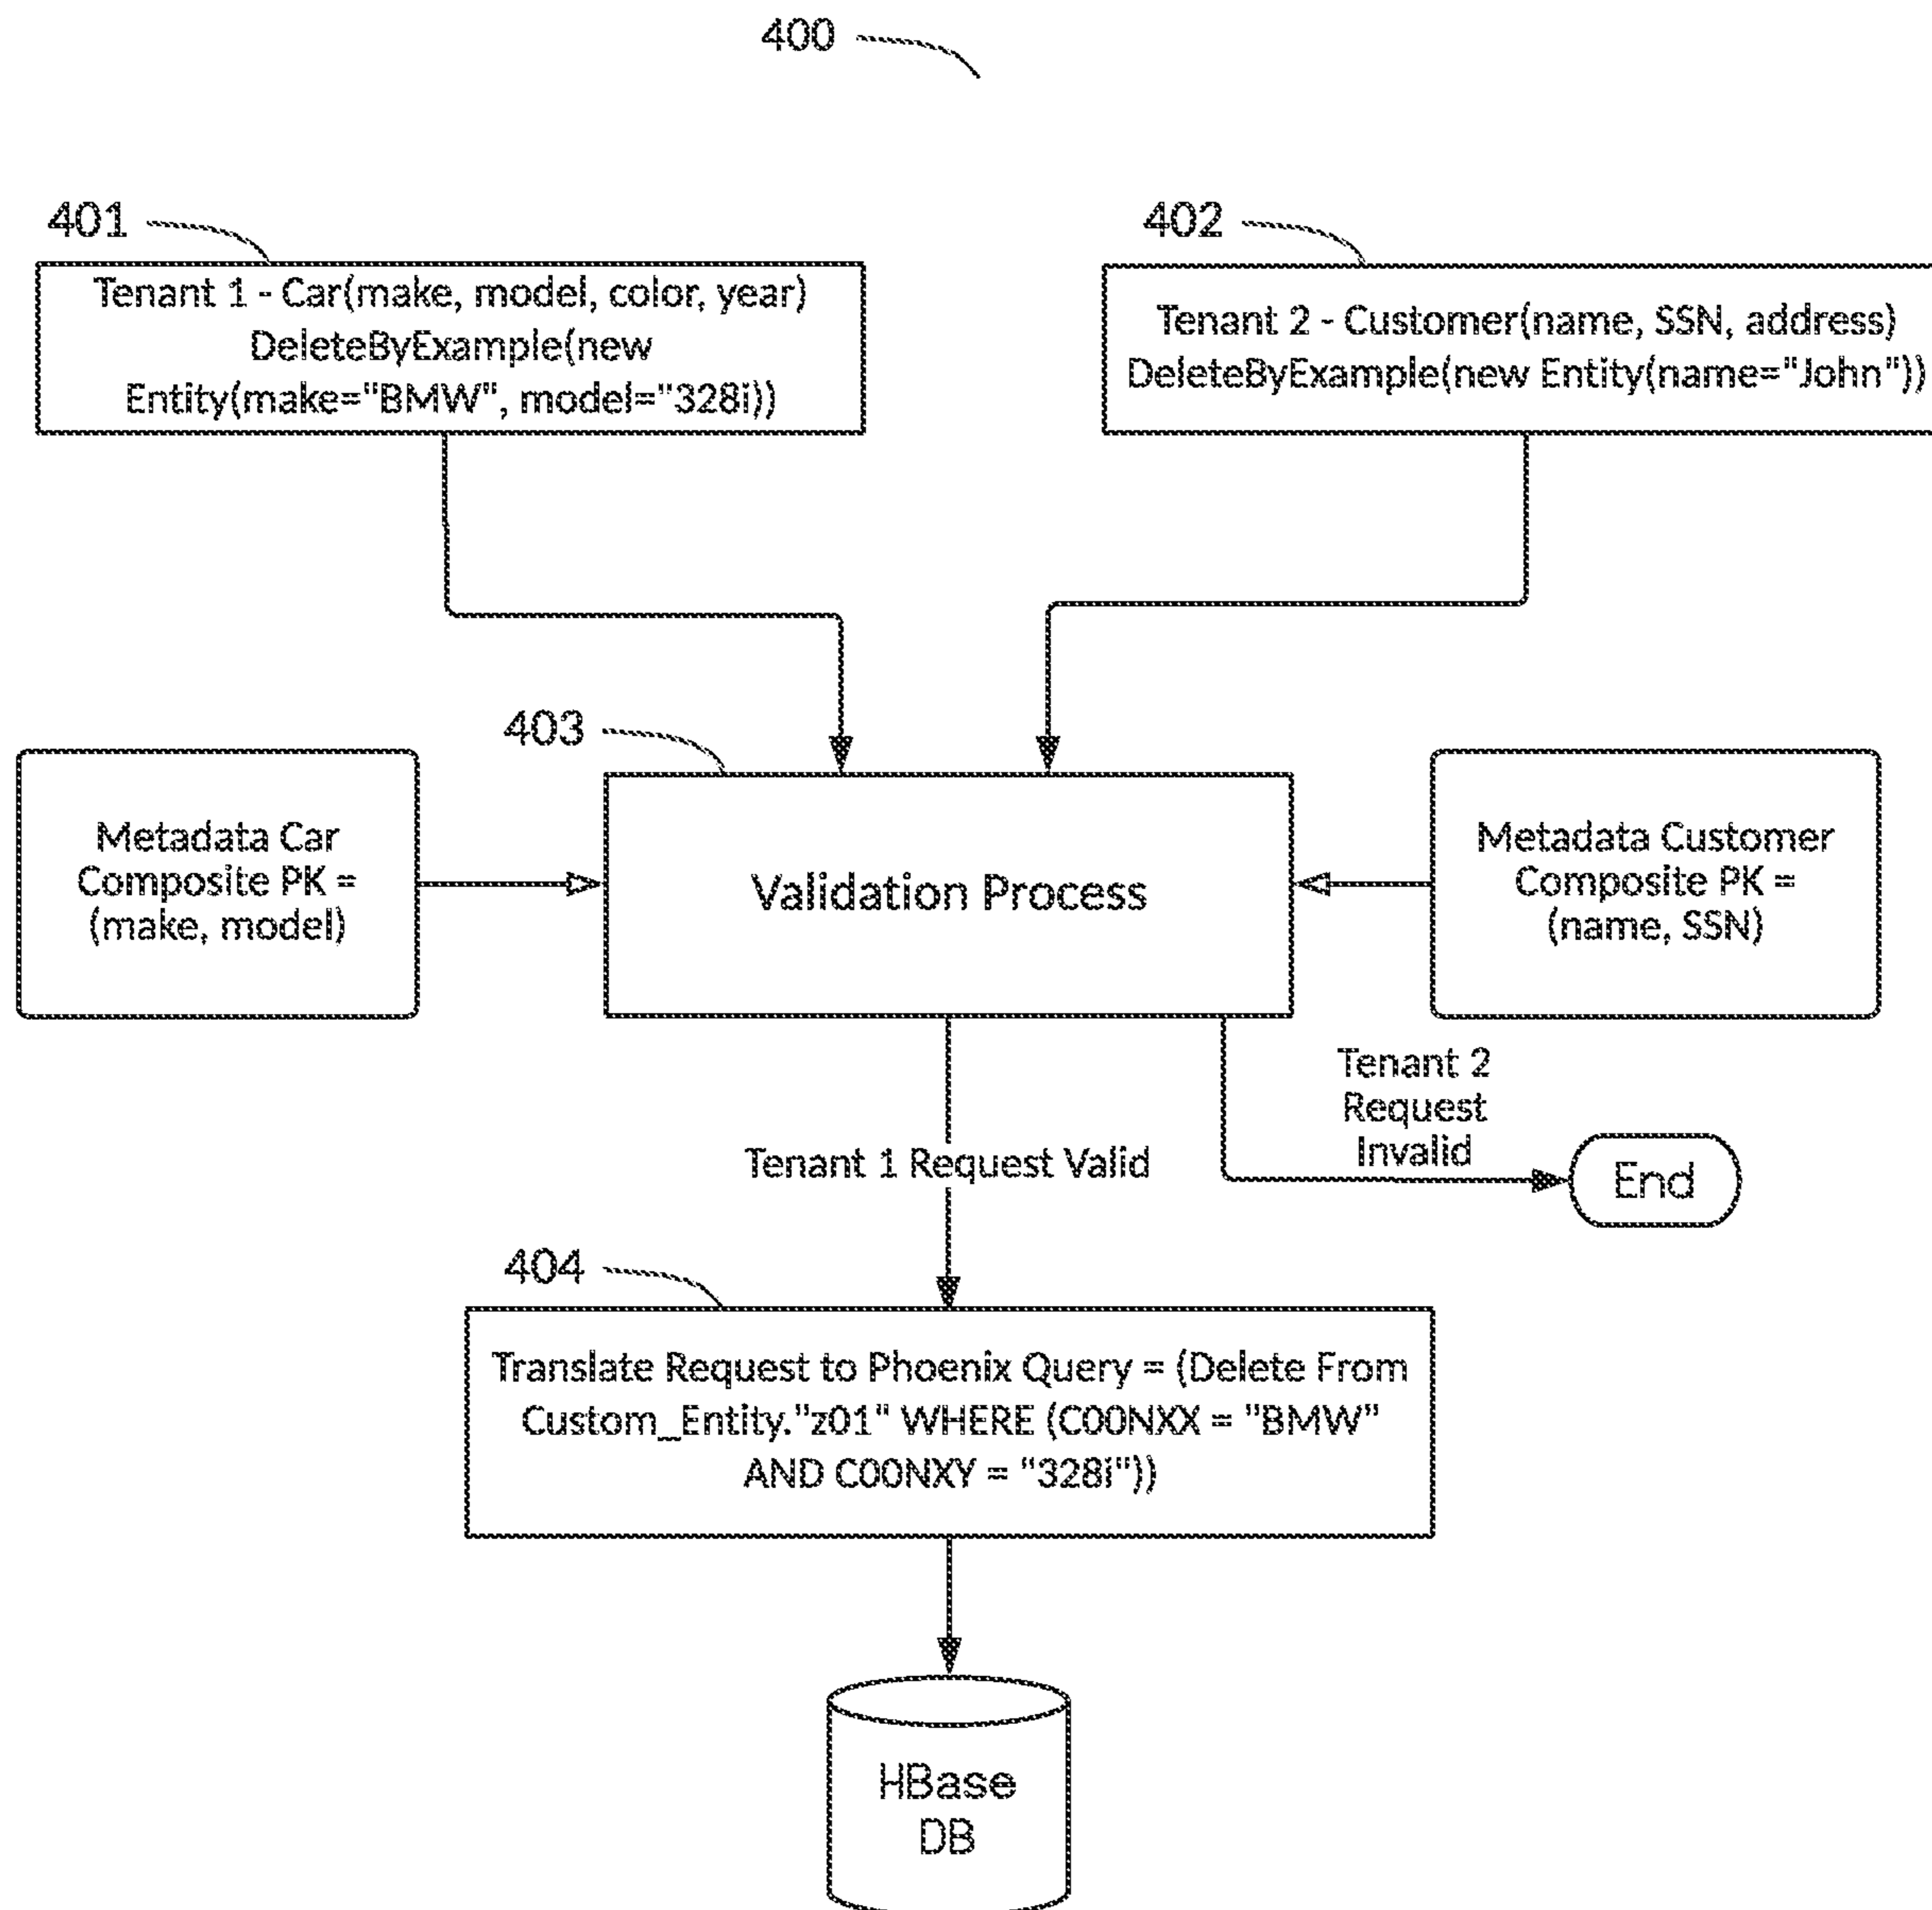 400
401
402
Tenant 1 - Car(make, model, color, year)
DeleteByExample(new
Entity(make="BMW", model="328i))
Tenant 2 - Customer(name, SSN, address)
DeleteByExample(new Entity(name="John"))
403
Metadata Car
Composite PK =
(make, model)
Validation Process
Metadata Customer
Composite PK =
(name, SSN)
Tenant 2
Request
Invalid
Tenant 1 Request Valid
End
404
Translate Request to Phoenix Query = (Delete From
Custom_Entity."z01" WHERE (C00NXX = "BMW"
AND C00NXY = "328i"))
HBase
DB